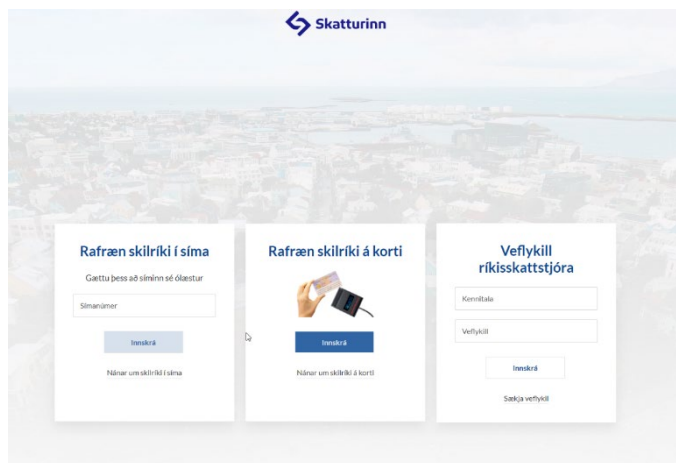 Skatturinn
Rafræn skilríki í síma
Gættu þess að síminn sé ólæstur
Símanúmer
Innskrá
Nánar um skilríki í síma
Rafræn skilríki á korti
Innskrá
Nánar um skilríki á korti
Veflykill
ríkisskattstjóra
Kennitala
Veflykill
Innskrá
Sækja veflykil